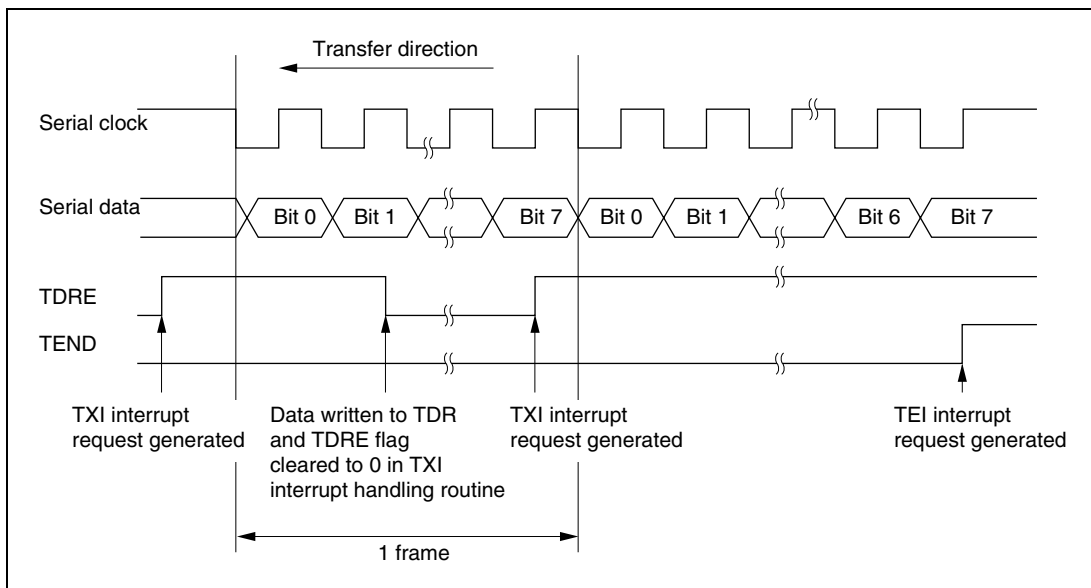 Transfer direction
Serial clock
Serial data
Bit 0
Bit 1
Bit 7
Bit 0
Bit 1
Bit 6
Bit 7
TDRE
TEND
TXI interrupt
request generated
Data written to TDR
and TDRE flag
cleared to 0 in TXI
interrupt handling routine
TXI interrupt
request generated
TEI interrupt
request generated
1 frame